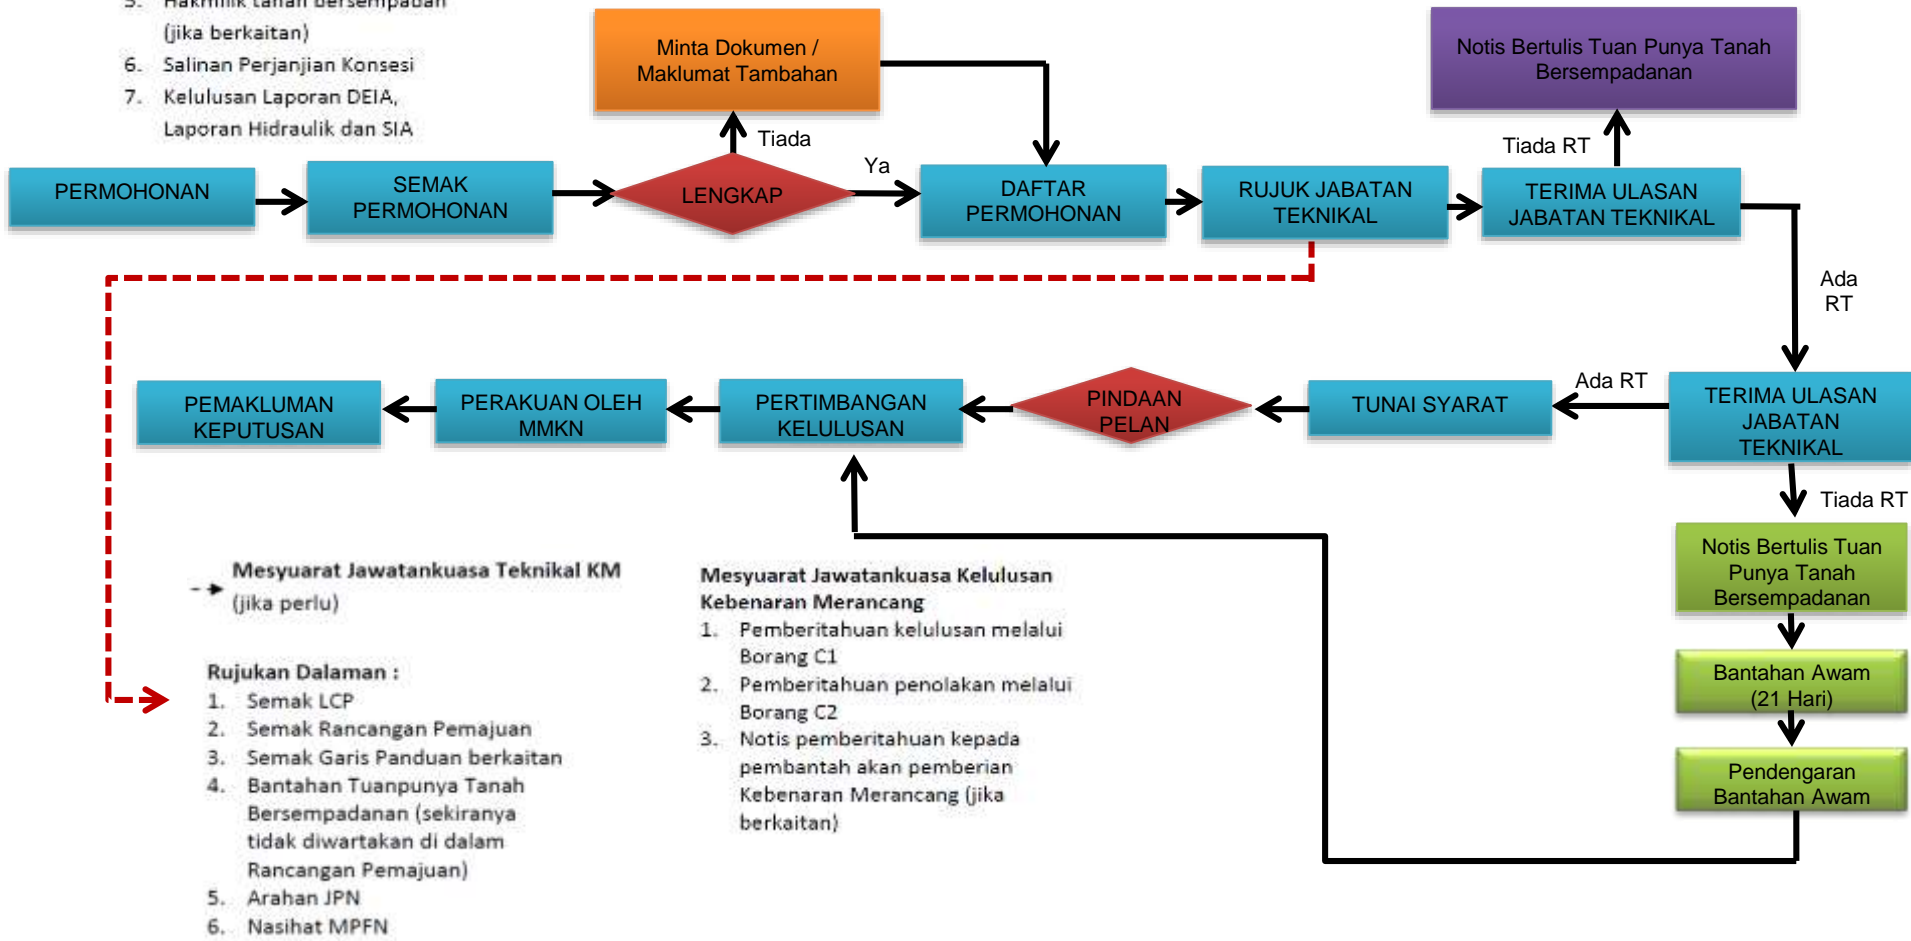 5. Hakmilik tanah bersempadan
(jika berkaitan)
6. Salinan Perjanjian Konsesi
7. Kelulusan Laporan DEIA,
Laporan Hidraulik dan SIA
Minta Dokumen /
Maklumat Tambahan
Notis Bertulis Tuan Punya Tanah
Bersempadanan
Tiada
Tiada RT
Ya
PERMOHONAN
SEMAK
PERMOHONAN
LENGKAP
DAFTAR
PERMOHONAN
RUJUK JABATAN
TEKNIKAL
TERIMA ULASAN
JABATAN TEKNIKAL
Ada
RT
PEMAKLUMAN
KEPUTUSAN
PERAKUAN OLEH
MMKN
PERTIMBANGAN
KELULUSAN
PINDAAN
PELAN
TUNAI SYARAT
Ada RT
TERIMA ULASAN
JABATAN
TEKNIKAL
Tiada RT
Notis Bertulis Tuan
Punya Tanah
Bersempadanan
Bantahan Awam
(21 Hari)
Pendengaran
Bantahan Awam
Mesyuarat Jawatankuasa Teknikal KM
(jika perlu)
Rujukan Dalaman :
1. Semak LCP
2. Semak Rancangan Pemajuan
3. Semak Garis Panduan berkaitan
4. Bantahan Tuanpunya Tanah
Bersempadanan (sekiranya
tidak diwartakan di dalam
Rancangan Pemajuan)
5. Arahan JPN
6. Nasihat MPFN
Mesyuarat Jawatankuasa Kelulusan
Kebenaran Merancang
1. Pemberitahuan kelulusan melalui
Borang C1
2. Pemberitahuan penolakan melalui
Borang C2
3. Notis pemberitahuan kepada
pembantah akan pemberian
Kebenaran Merancang (jika
berkaitan)